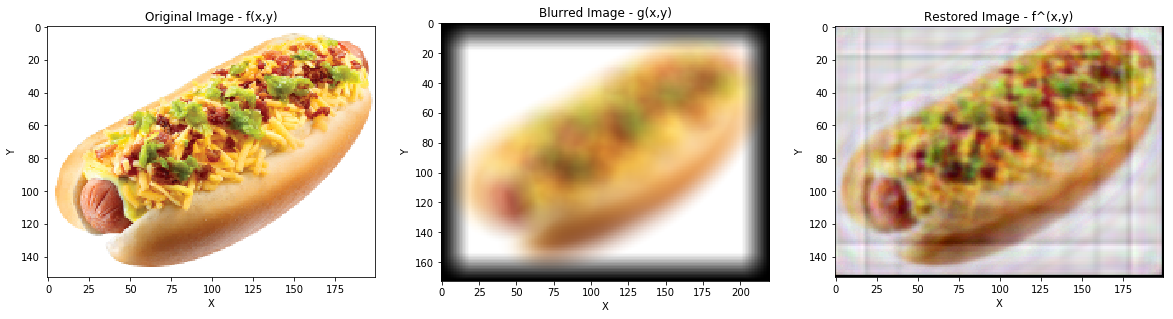 Original Image - f(x,y)
0
20
40
60
80
100
120
140
Y
0 25 50 75 100 125 150 175
X
Blurred Image - g(x,y)
0
20
40
60
80
100
120
140
160
Y
0 25 50 75 100 125 150 175 200
X
Restored Image - f^(x,y)
0
20
40
60
80
100
120
140
Y
0 25 50 75 100 125 150 175
X